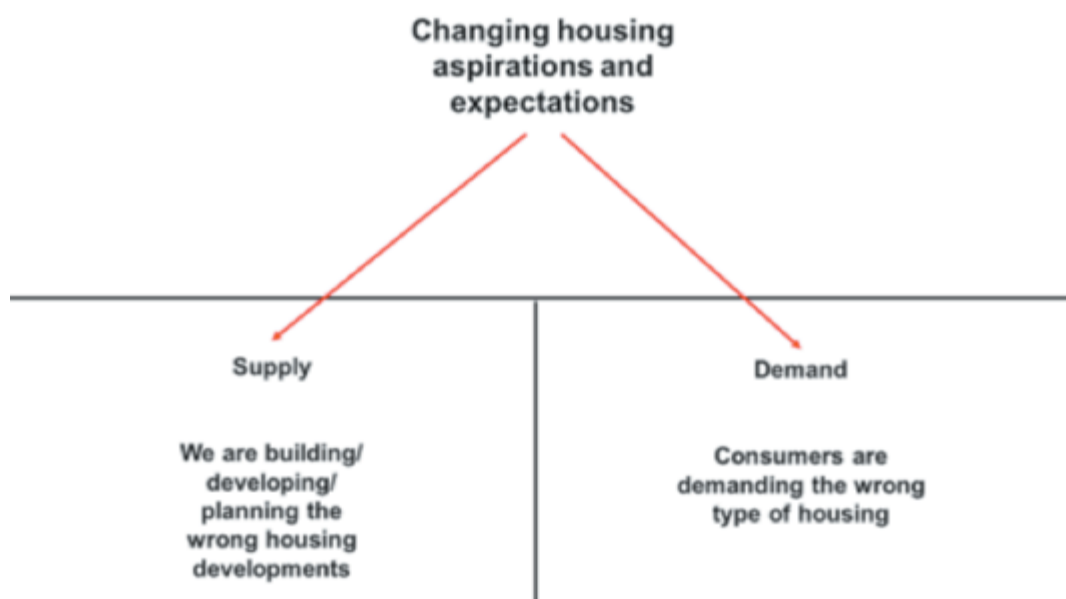 Changing housing
aspirations and
expectations
Supply
We are building/
developing/
planning the
wrong housing
developments
Demand
Consumers are
demanding the wrong
type of housing